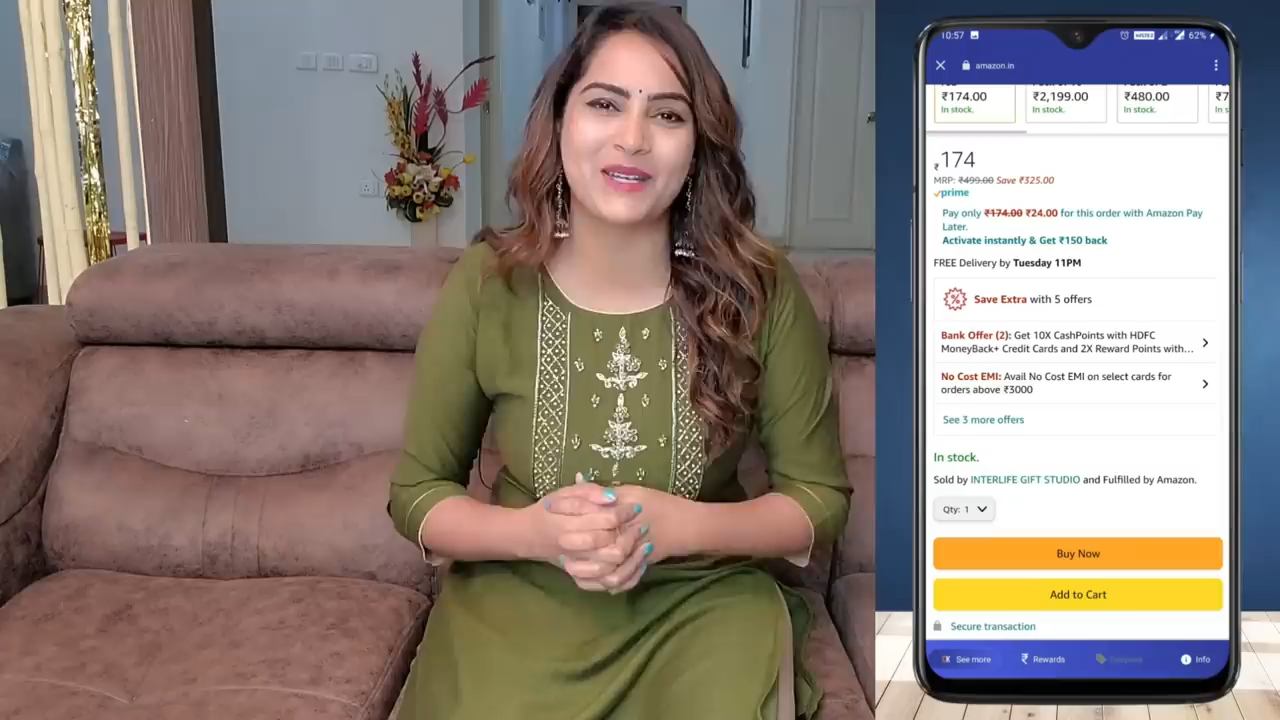 10:57
62%
amazon.in
₹174.00
₹2,199.00
₹480.00
In stock.
In stock.
In stock.
In s
₹174
MRP: ₹499.00 Save ₹325.00
prime
Pay only ₹174.00 ₹24.00 for this order with Amazon Pay
Later.
Activate instantly & Get ₹150 back
FREE Delivery by Tuesday 11PM
Save Extra with 5 offers
Bank Offer (2): Get 10X CashPoints with HDFC
MoneyBack+ Credit Cards and 2X Reward Points with...
No Cost EMI: Avail No Cost EMI on select cards for
orders above ₹3000
See 3 more offers
In stock.
Sold by INTERLIFE GIFT STUDIO and Fulfilled by Amazon.
Qty: 1
Buy Now
Add to Cart
Secure transaction
See more
₹ Rewards
Info